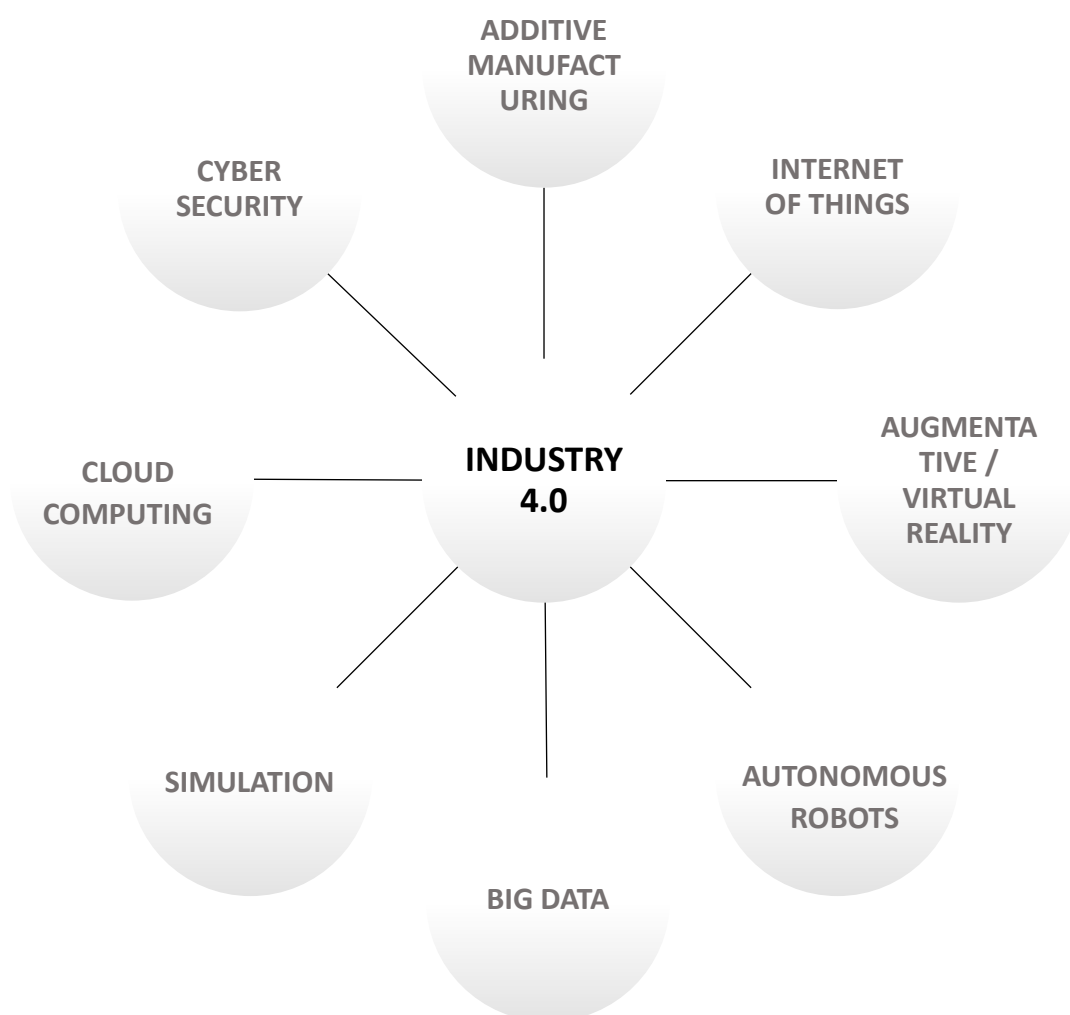 ADDITIVE
MANUFACT
URING
CYBER
SECURITY
INTERNET
OF THINGS
INDUSTRY
4.0
CLOUD
COMPUTING
AUGMENTA
TIVE /
VIRTUAL
REALITY
SIMULATION
AUTONOMOUS
ROBOTS
BIG DATA